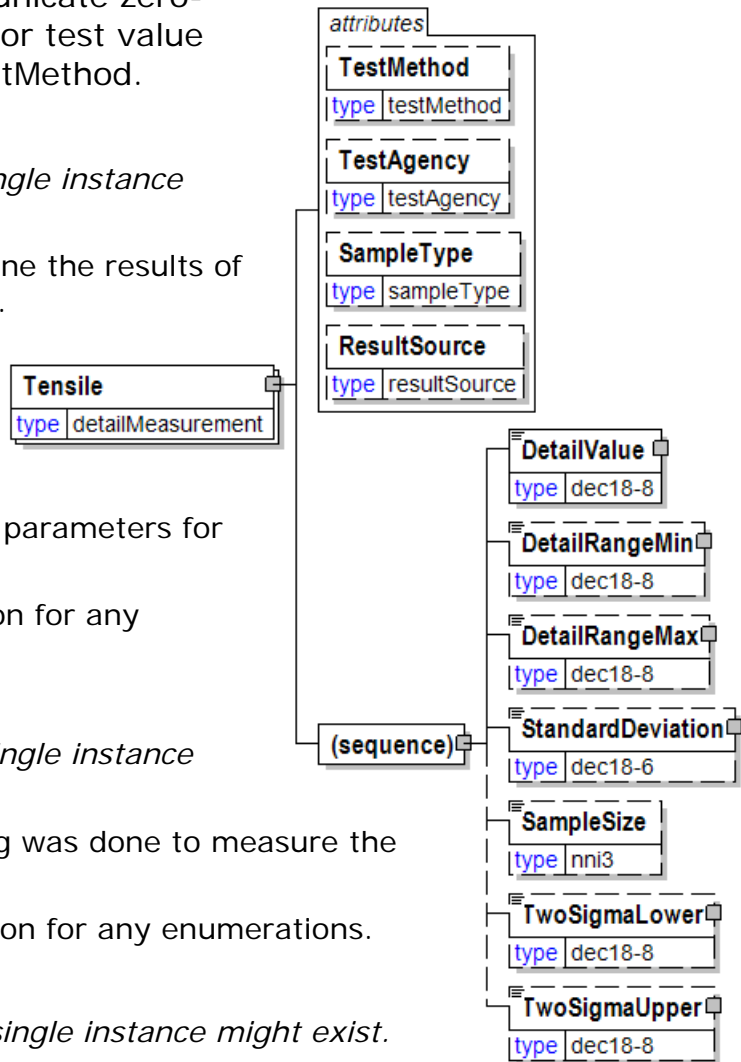 unicate zero-
or test value
tMethod.
ngle instance
ne the results of
.
parameters for
on for any
ngle instance
g was done to measure the
on for any enumerations.
single instance might exist.
Tensile
type detailMeasurement
attributes
TestMethod
type testMethod
TestAgency
type testAgency
SampleType
type sampleType
ResultSource
type resultSource
(sequence)
DetailValue
type dec18-8
DetailRangeMin
type dec18-8
DetailRangeMax
type dec18-8
StandardDeviation
type dec18-6
SampleSize
type nni3
TwoSigmaLower
type dec18-8
TwoSigmaUpper
type dec18-8